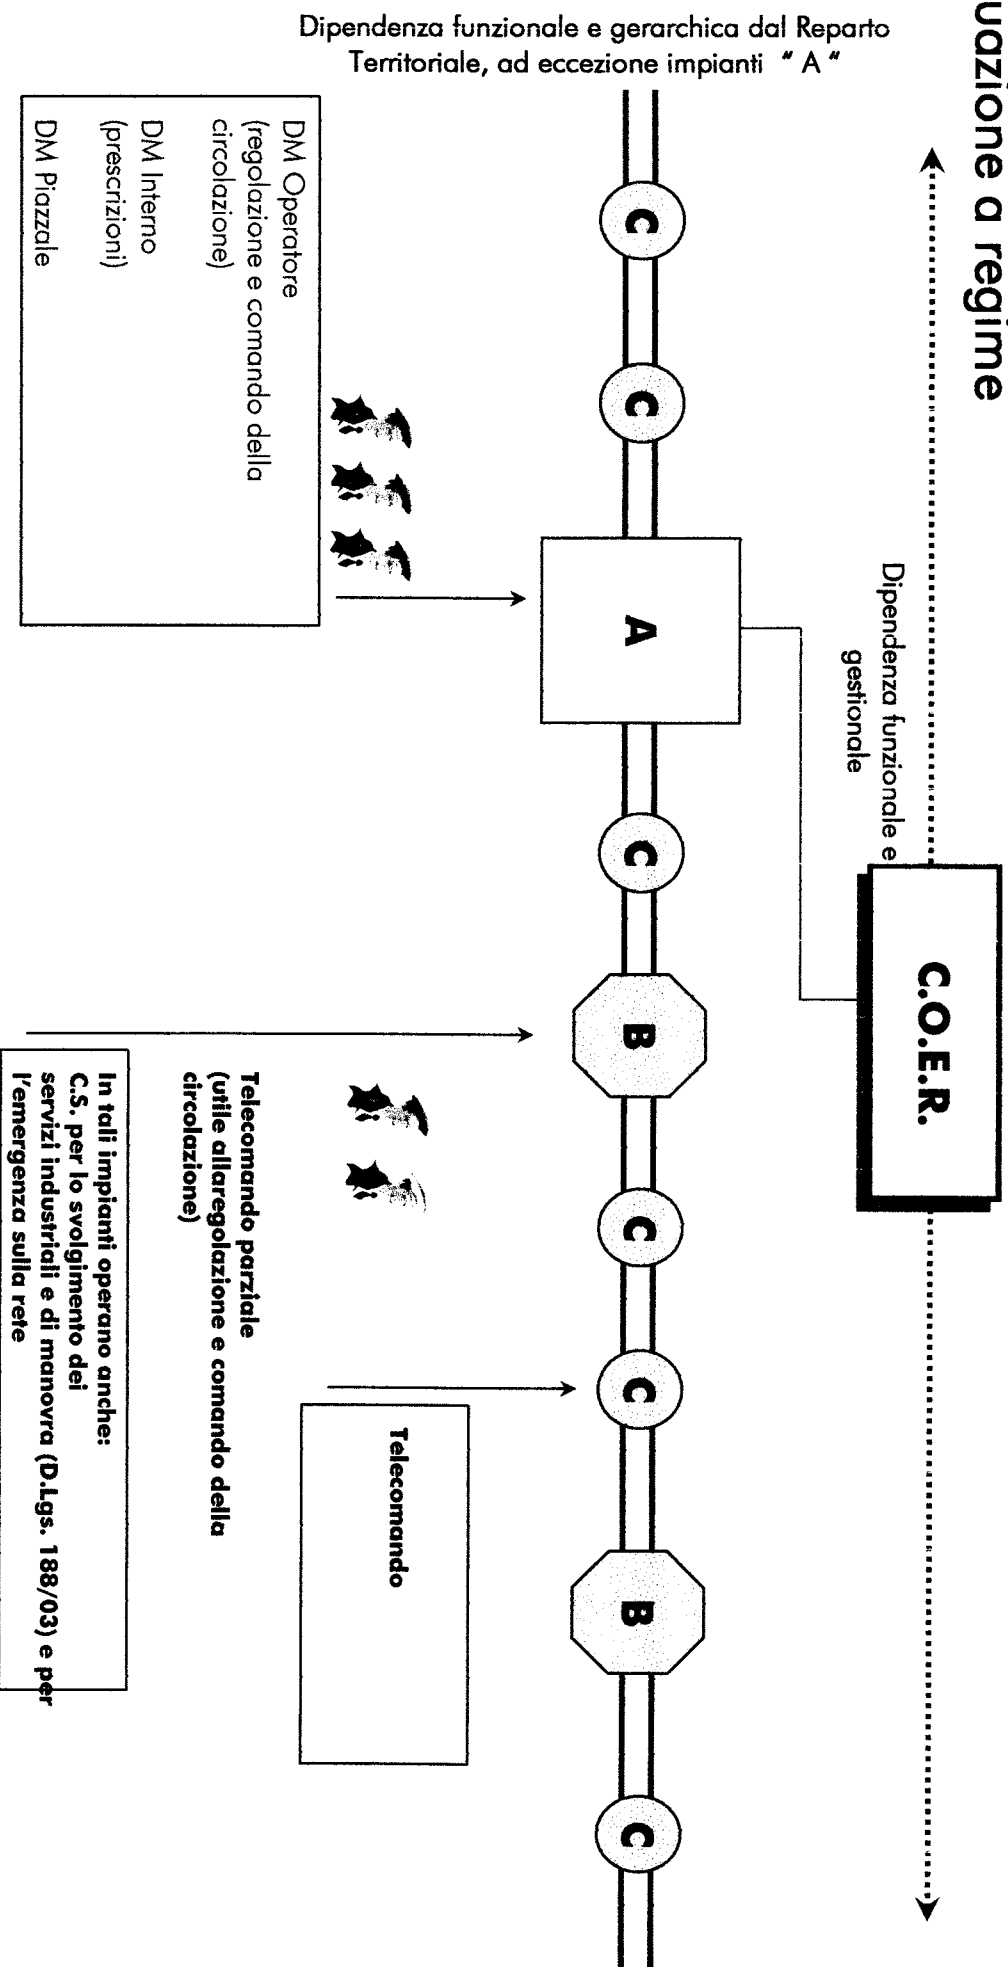 uazione a regime
Dipendenza funzionale e gerarchica dal Reparto
Territoriale, ad eccezione impianti " A "
C.O.E.R.
Dipendenza funzionale e
gestionale
C
C
A
C
B
C
C
B
C
DM Operatore
(regolazione e comando della
circolazione)
DM Interno
(prescrizioni)
DM Piazzale
Telecomando parziale
(utile allaregolazione e comando della
circolazione)
Telecomando
In tali impianti operano anche:
C.S. per lo svolgimento dei
servizi industriali e di manovra (D.Lgs. 188/03) e per
l'emergenza sulla rete